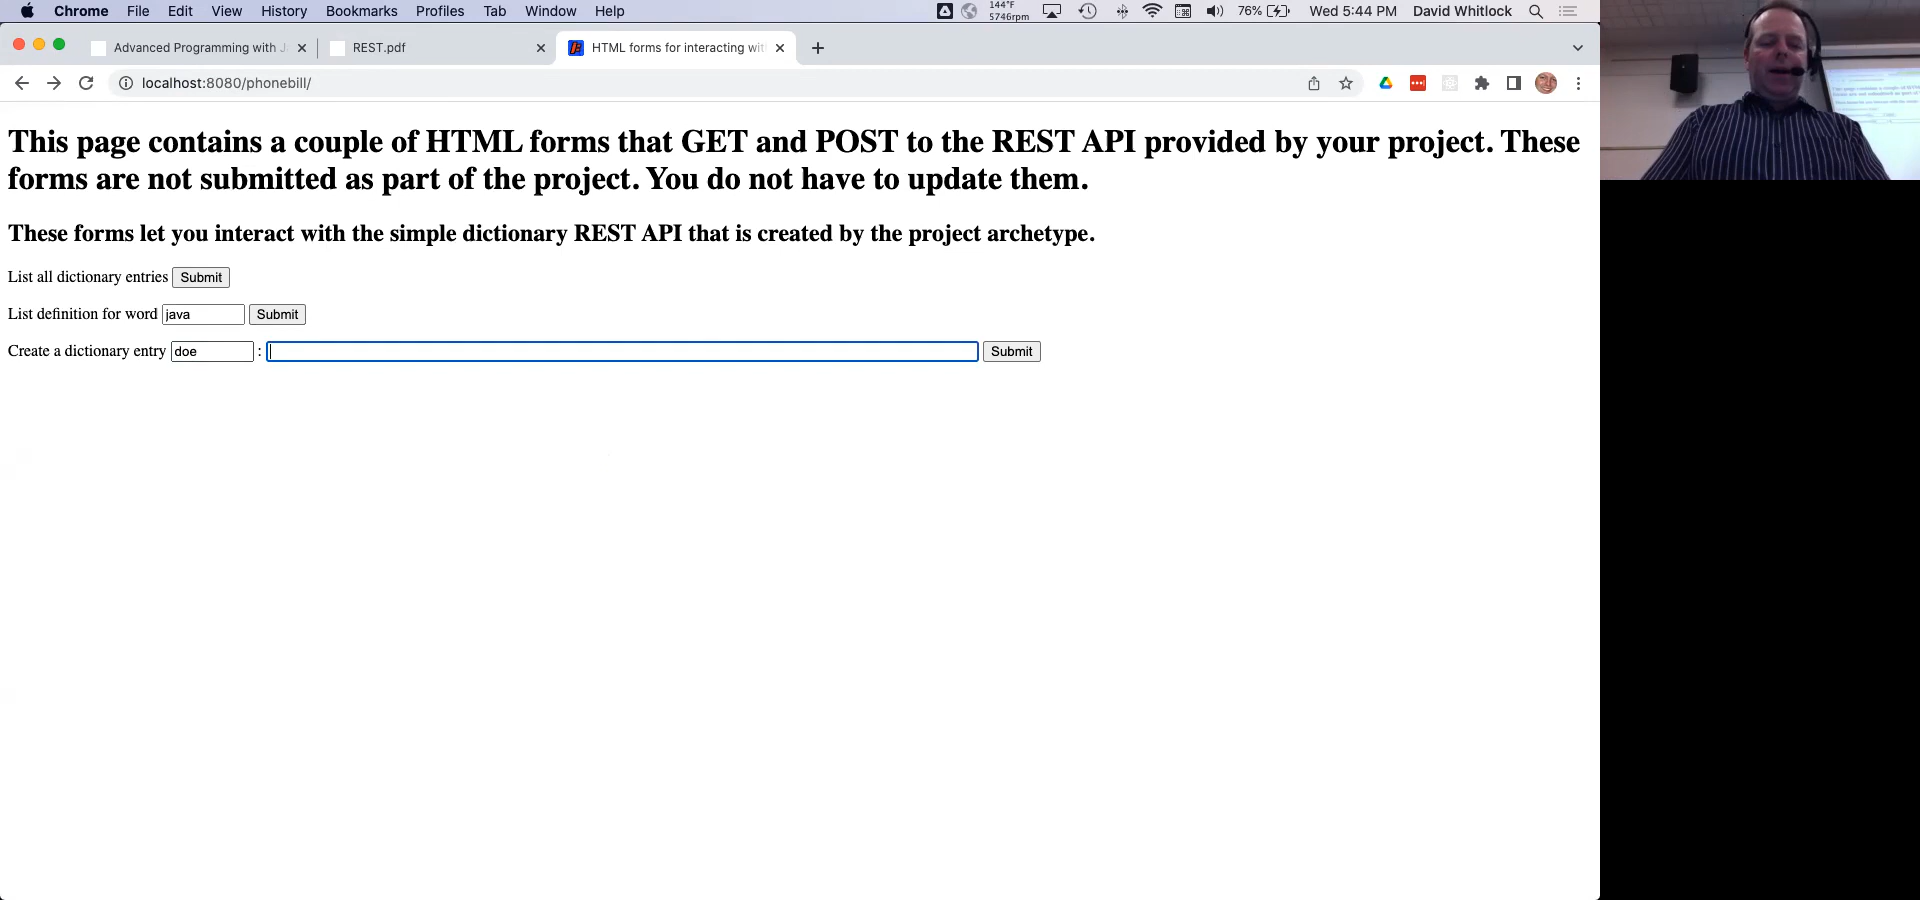 Chrome File Edit View History Bookmarks Profiles Tab Window Help 144°F 5746rpm 76% Wed 5:44 PM David Whitlock
Advanced Programming with J REST.pdf HTML forms for interacting wit
localhost:8080/phonebill/
This page contains a couple of HTML forms that GET and POST to the REST API provided by your project. These
forms are not submitted as part of the project. You do not have to update them.
These forms let you interact with the simple dictionary REST API that is created by the project archetype.
List all dictionary entries Submit
List definition for word java Submit
Create a dictionary entry doe : Submit